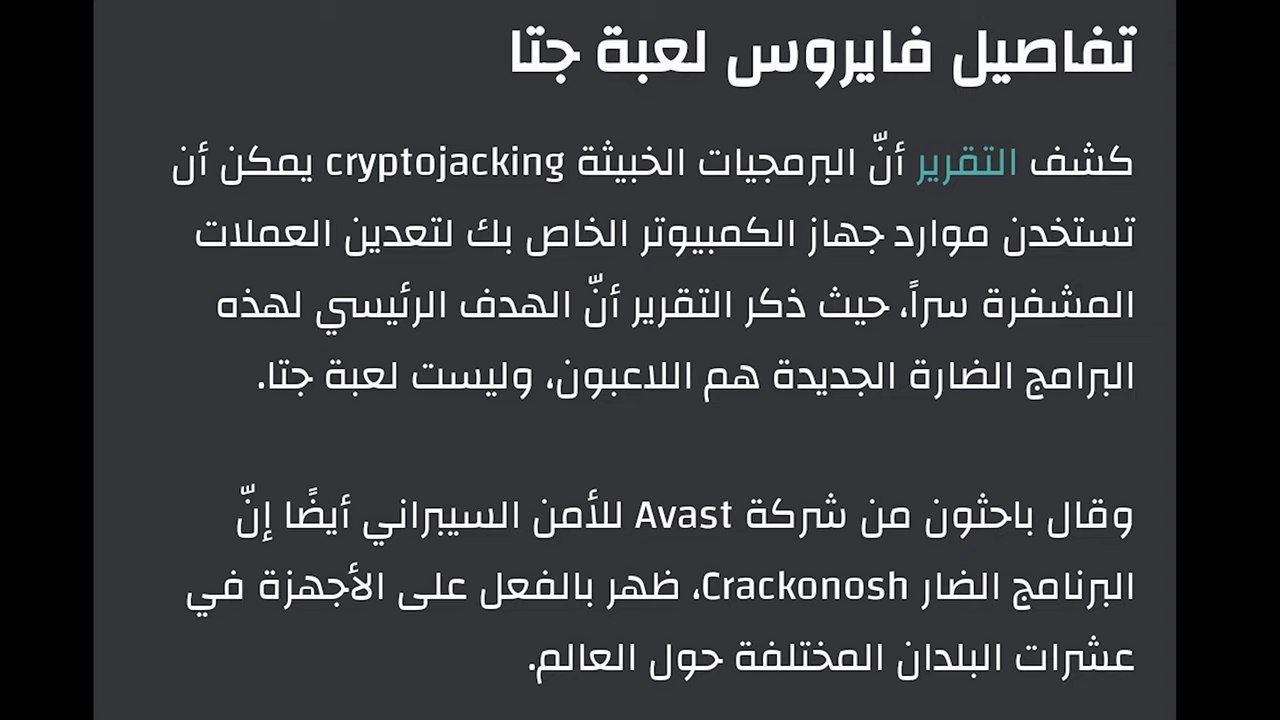 تفاصيل فايروس لعبة جتا
كشف التقرير أنّ البرمجيات الخبيثة cryptojacking يمكن أن
تستخدن موارد جهاز الكمبيوتر الخاص بك لتعدين العملات
المشفرة سراً، حيث ذكر التقرير أنّ الهدف الرئيسي لهذه
البرامج الضارة الجديدة هم اللاعبون، وليست لعبة جتا.
وقال باحثون من شركة Avast للأمن السيبراني أيضًا إنّ
البرنامج الضار Crackonosh، ظهر بالفعل على الأجهزة في
عشرات البلدان المختلفة حول العالم.